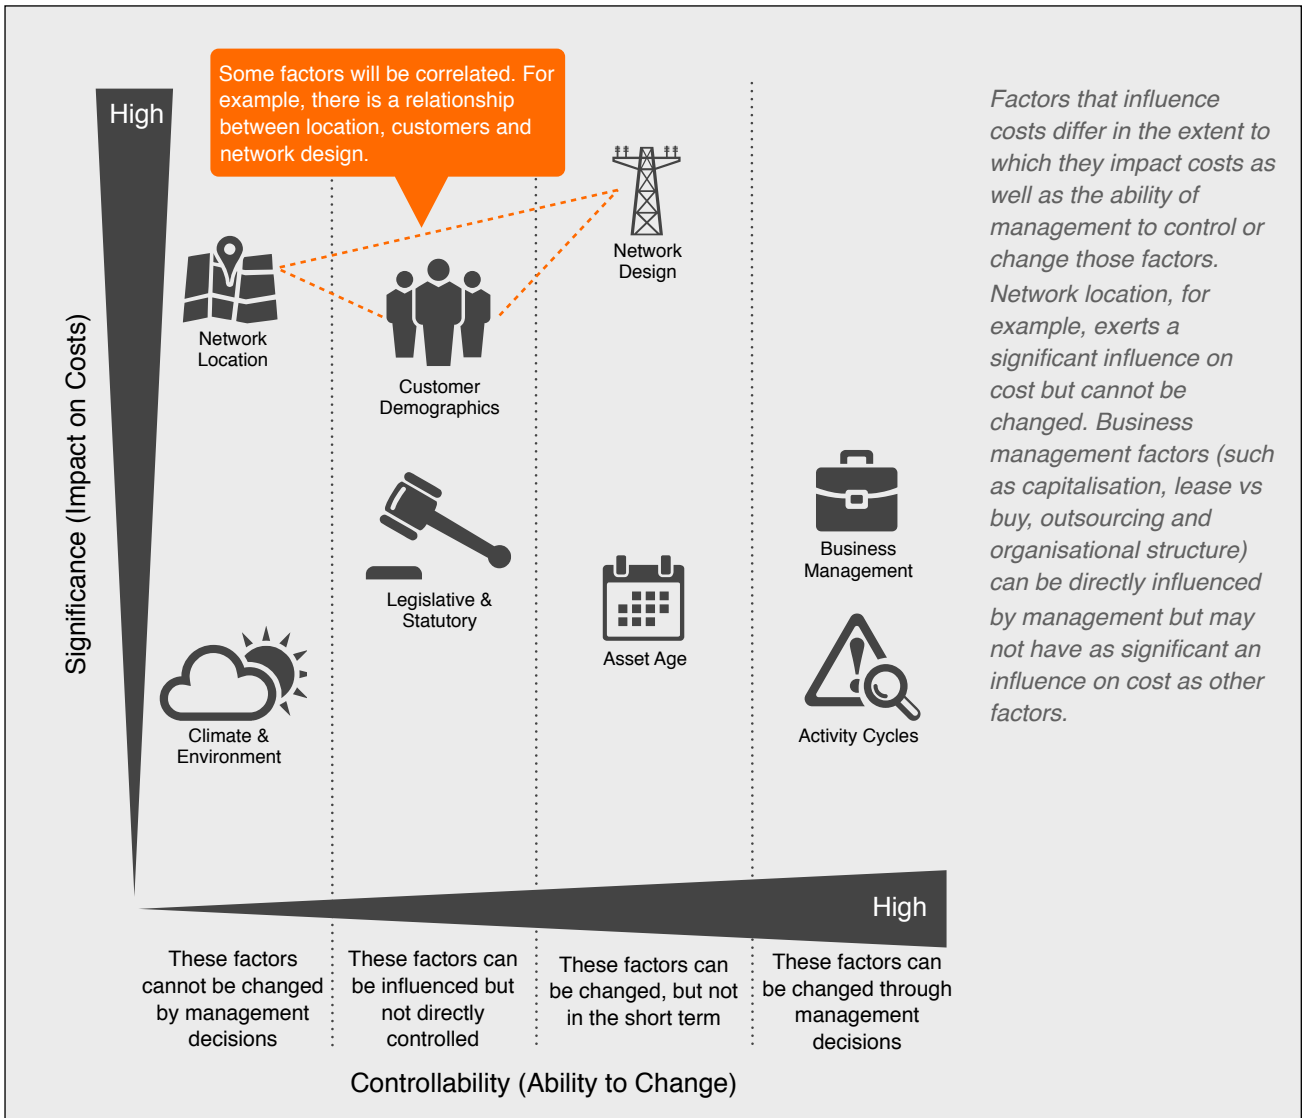 Some factors will be correlated. For
example, there is a relationship
between location, customers and
network design.
High
Factors that influence
costs differ in the extent to
which they impact costs as
well as the ability of
management to control or
change those factors.
Network location, for
example, exerts a
significant influence on
cost but cannot be
changed. Business
management factors (such
as capitalisation, lease vs
buy, outsourcing and
organisational structure)
can be directly influenced
by management but may
not have as significant an
influence on cost as other
factors.
Significance (Impact on Costs)
Network
Location
Customer
Demographics
Network
Design
Legislative &
Statutory
Business
Management
Asset Age
Climate &
Environment
Activity Cycles
High
These factors
cannot be changed
by management
decisions
These factors can
be influenced but
not directly
controlled
These factors can
be changed, but not
in the short term
These factors can
be changed through
management
decisions
Controllability (Ability to Change)